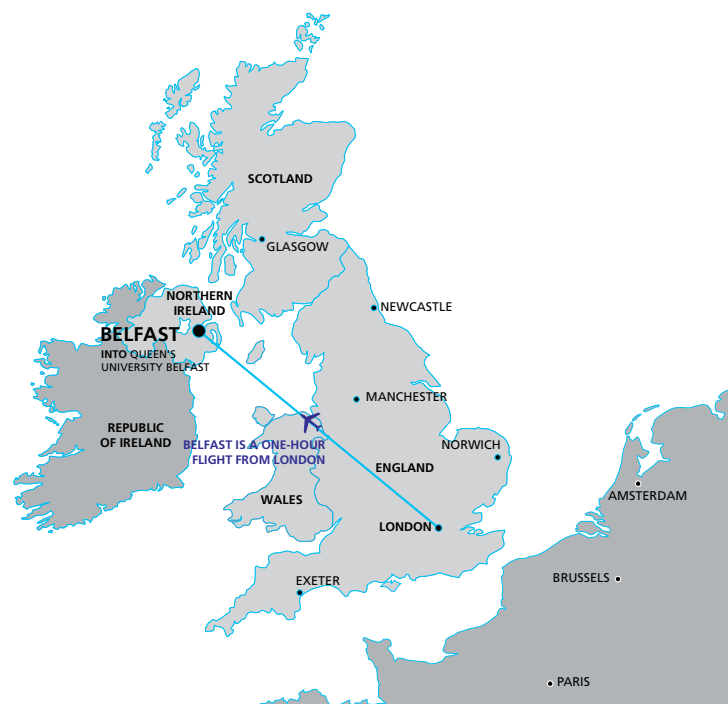 SCOTLAND
GLASGOW
NORTHERN
IRELAND
NEWCASTLE
BELFAST
INTO QUEEN'S
UNIVERSITY BELFAST
MANCHESTER
REPUBLIC
OF IRELAND
BELFAST IS A ONE-HOUR
FLIGHT FROM LONDON
NORWICH
ENGLAND
WALES
AMSTERDAM
LONDON
EXETER
BRUSSELS
PARIS